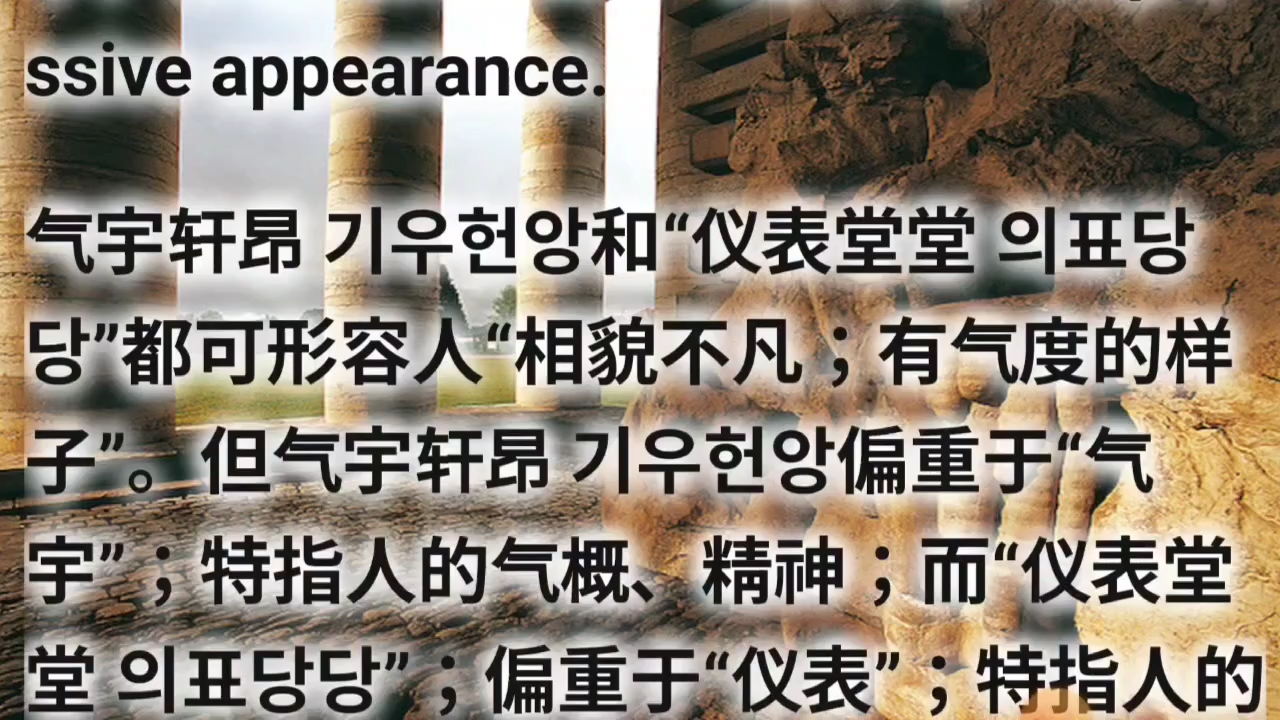 ssive appearance.
气宇轩昂 기우헌앙和“仪表堂堂 의표당
당”都可形容人“相貌不凡；有气度的样
子”。但气宇轩昂 기우헌앙偏重于“气
宇”；特指人的气概、精神；而“仪表堂
堂 의표당당”；偏重于“仪表”；特指人的